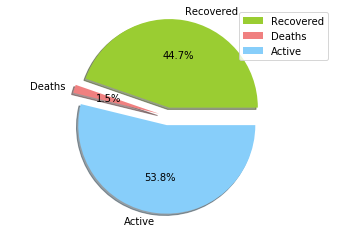 Recovered
Recovered
Deaths
Active
44.7%
Deaths
1.5%
53.8%
Active